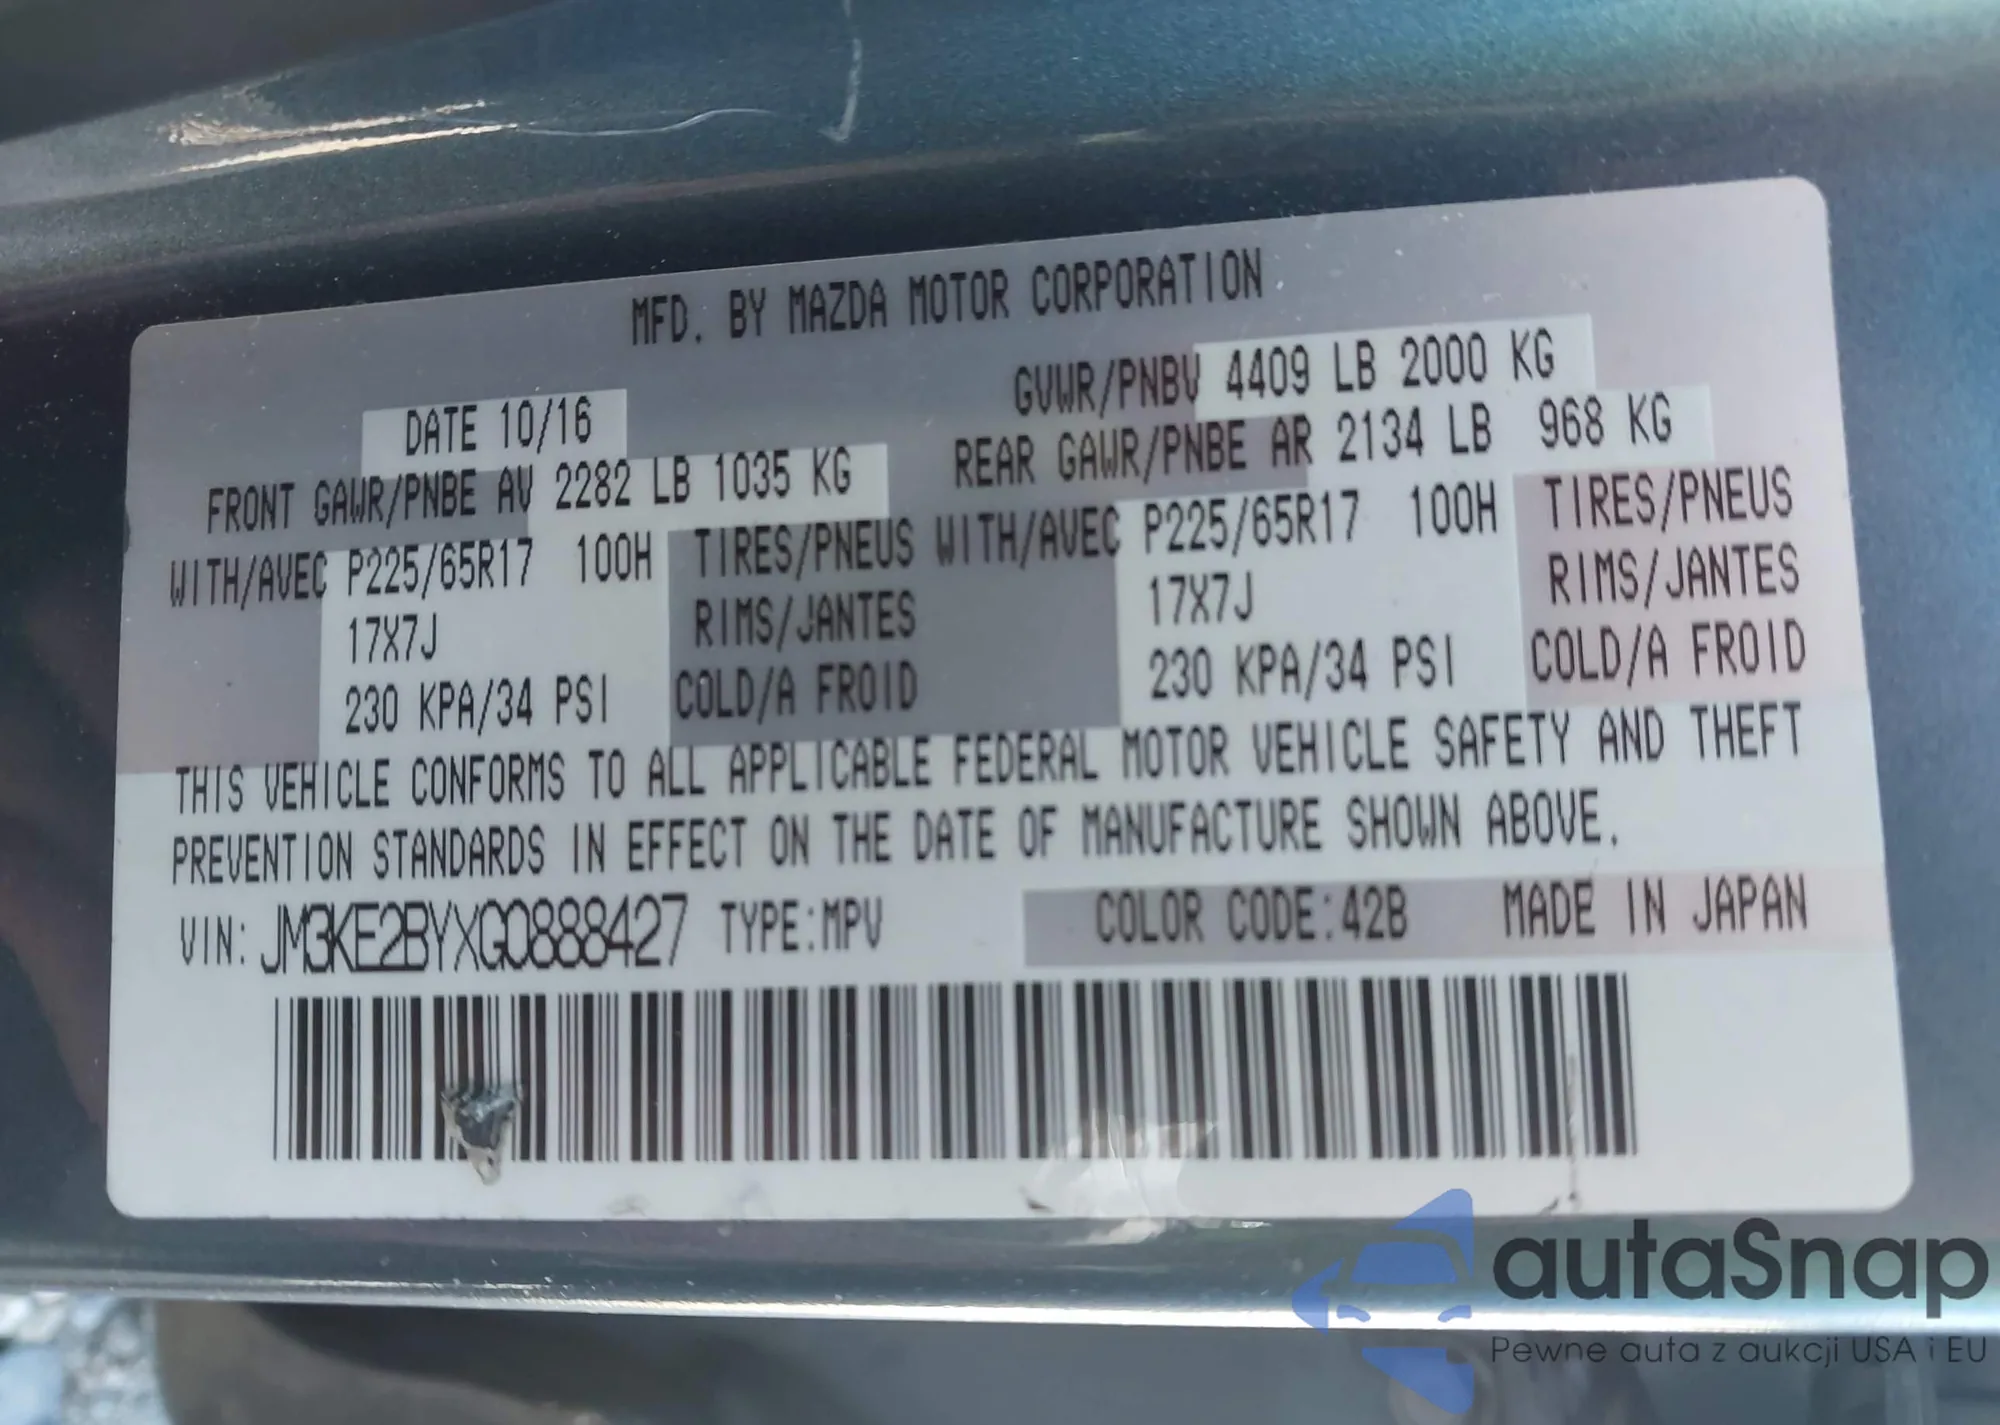 MFD. BY MAZDA MOTOR CORPORATION
GVWR/PNBV 4409 LB 2000 KG
DATE 10/16
FRONT GAWR/PNBE AV 2282 LB 1035 KG
REAR GAWR/PNBE AR 2134 LB 968 KG
WITH/AVEC P225/65R17 100H TIRES/PNEUS WITH/AVEC P225/65R17 100H TIRES/PNEUS
17X7J RIMS/JANTES 17X7J RIMS/JANTES
230 KPA/34 PSI COLD/A FROID 230 KPA/34 PSI COLD/A FROID
THIS VEHICLE CONFORMS TO ALL APPLICABLE FEDERAL MOTOR VEHICLE SAFETY AND THEFT
PREVENTION STANDARDS IN EFFECT ON THE DATE OF MANUFACTURE SHOWN ABOVE.
VIN: JM3KE2BYXG0888427 TYPE:MPV COLOR CODE:42B MADE IN JAPAN
autaSnap
Pewne auta z aukcji USA i EU